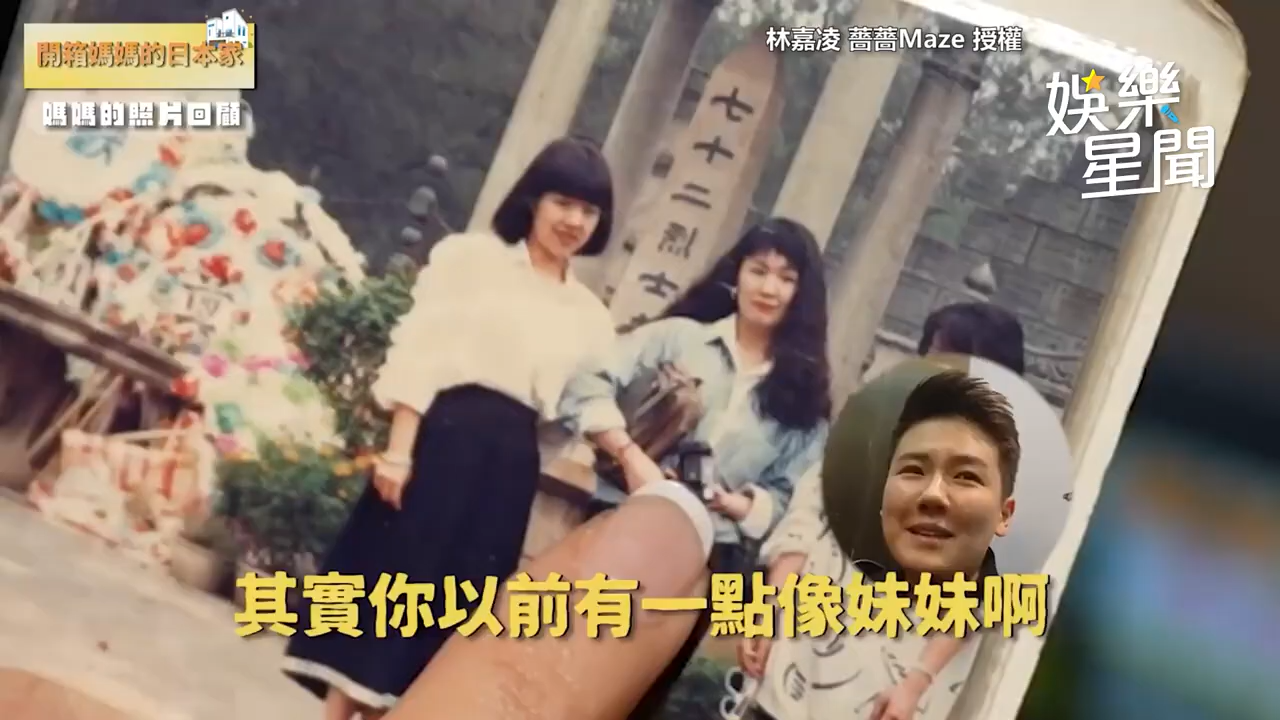 開箱媽媽的日本家
媽媽的照片回顧
林嘉凌 薔薔Maze 授權
娛樂
星聞
七十二烈士
其實你以前有一點像妹妹啊